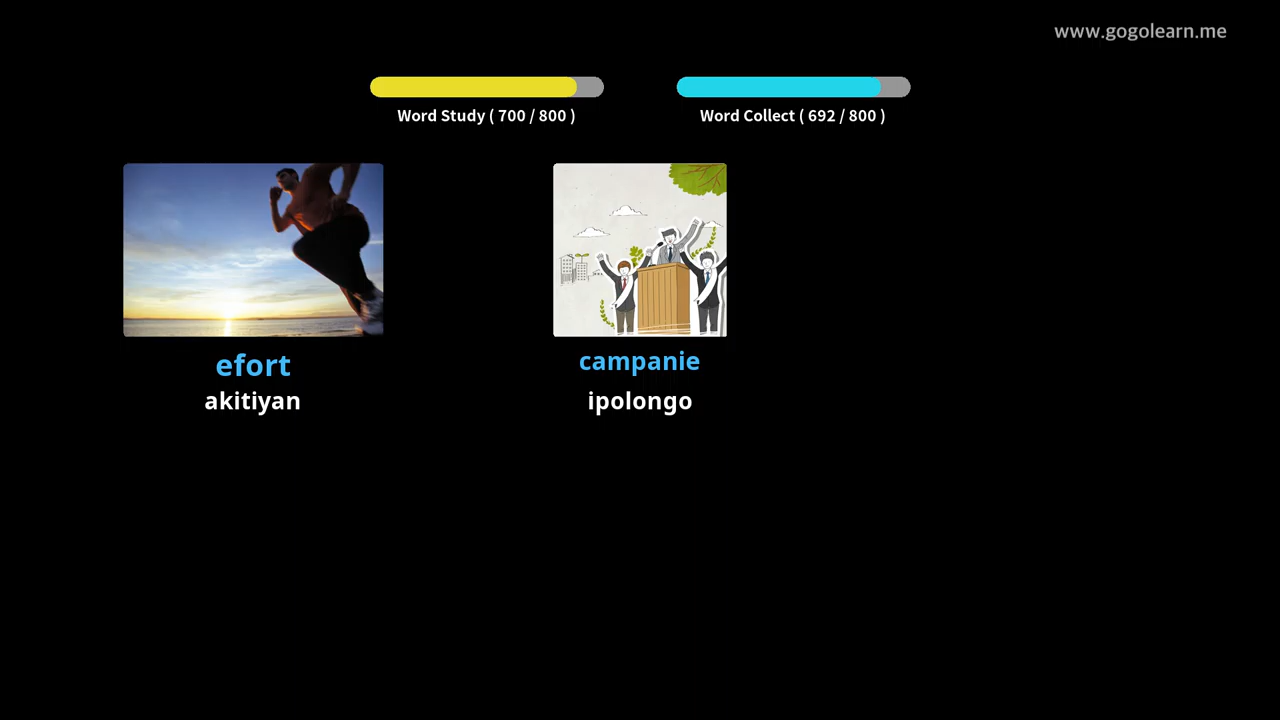 www.gogolearn.me
Word Study ( 700 / 800 )
Word Collect ( 692 / 800 )
efort
akitiyan
campanie
ipolongo